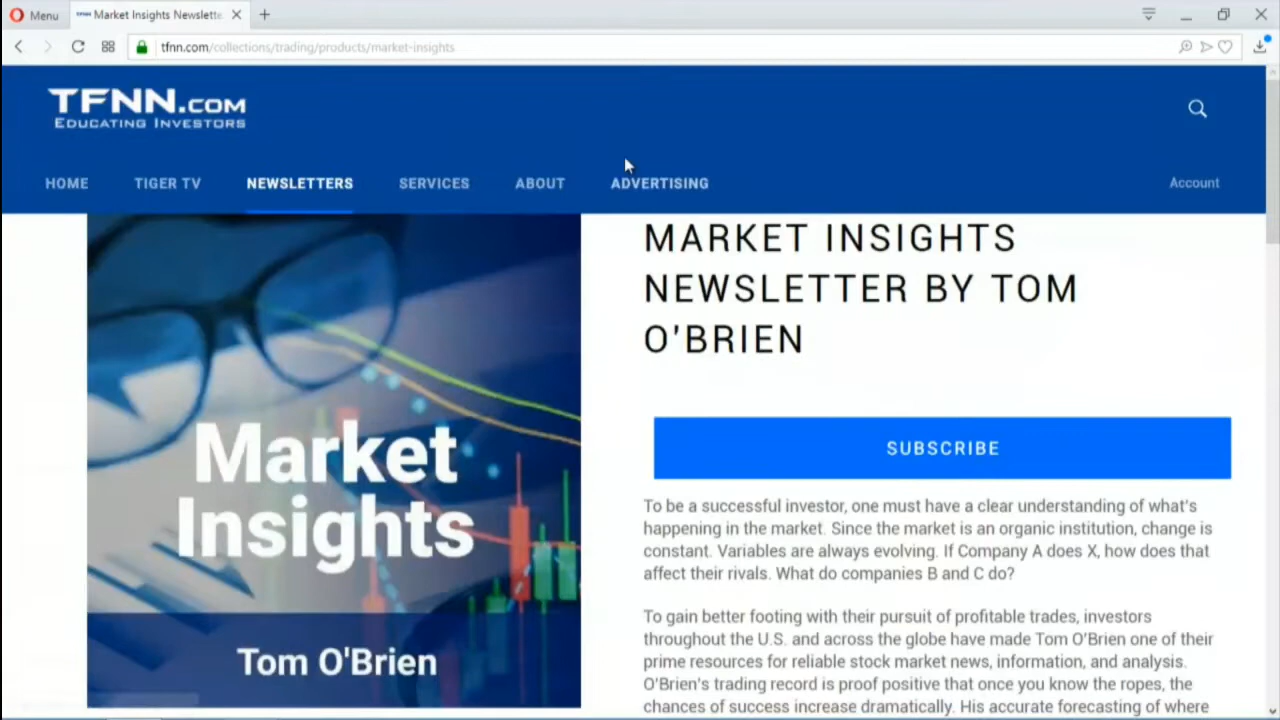 Menu
TFNN Market Insights Newslette
tfnn.com/collections/trading/products/market-insights
TFNN.COM
EDUCATING INVESTORS
HOME TIGER TV NEWSLETTERS SERVICES ABOUT ADVERTISING Account
MARKET INSIGHTS
NEWSLETTER BY TOM
O'BRIEN
SUBSCRIBE
Market
Insights
Tom O'Brien
To be a successful investor, one must have a clear understanding of what's
happening in the market. Since the market is an organic institution, change is
constant. Variables are always evolving. If Company A does X, how does that
affect their rivals. What do companies B and C do?
To gain better footing with their pursuit of profitable trades, investors
throughout the U.S. and across the globe have made Tom O'Brien one of their
prime resources for reliable stock market news, information, and analysis.
O'Brien's trading record is proof positive that once you know the ropes, the
chances of success increase dramatically. His accurate forecasting of where